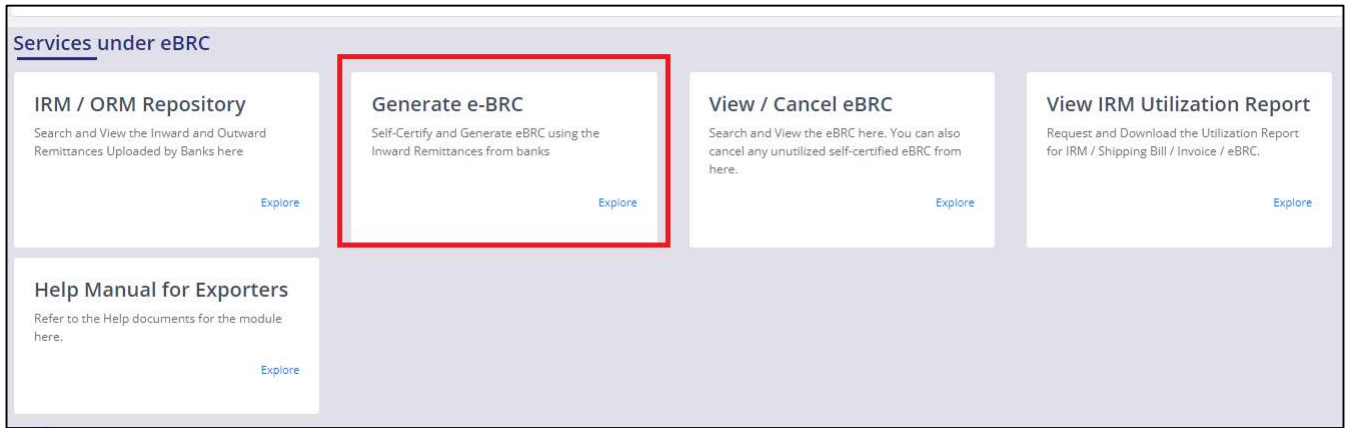 Services under eBRC
IRM / ORM Repository
Search and View the Inward and Outward
Remittances Uploaded by Banks here
Explore
Generate e-BRC
Self-Certify and Generate eBRC using the
Inward Remittances from banks
Explore
View / Cancel eBRC
Search and View the eBRC here. You can also
cancel any unutilized self-certified eBRC from
here.
Explore
View IRM Utilization Report
Request and Download the Utilization Report
for IRM / Shipping Bill / Invoice / eBRC.
Explore
Help Manual for Exporters
Refer to the Help documents for the module
here.
Explore